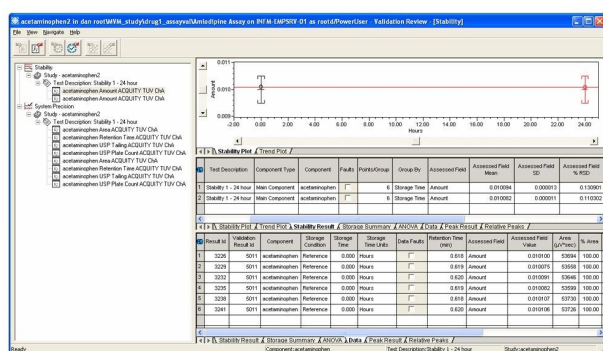 acetaminophen2 in dan root\MVM_study\drug1_assayval\Amlodipine Assay on INFM-EMPSRV-01 as rootd/PowerUser - Validation Review - [Stability]
File View Navigate Help
Stability
Study - acetaminophen2
Test Description: Stability 1 - 24 hour
acetaminophen Amount ACQUITY TUV ChA
acetaminophen Amount ACQUITY TUV ChA
System Precision
Study - acetaminophen2
Test Description: Stability 1 - 24 hour
acetaminophen Area ACQUITY TUV ChA
acetaminophen Retention Time ACQUITY TUV ChA
acetaminophen USP Tailing ACQUITY TUV ChA
acetaminophen USP Plate Count ACQUITY TUV ChA
acetaminophen Area ACQUITY TUV ChA
acetaminophen Retention Time ACQUITY TUV ChA
acetaminophen USP Tailing ACQUITY TUV ChA
acetaminophen USP Plate Count ACQUITY TUV ChA
0.011
Amount
0.010
0.009
-2.00 0.00 2.00 4.00 6.00 8.00 10.00 12.00 14.00 16.00 18.00 20.00 22.00 24.00
Hours
Stability Plot Trend Plot
Test Description Component Type Component Faults Points/Group Group By Assessed Field Assessed Field Mean Assessed Field SD Assessed Field % RSD
1 Stability 1 - 24 hour Main Component acetaminophen 6 Storage Time Amount 0.010094 0.000013 0.130901
2 Stability 1 - 24 hour Main Component acetaminophen 6 Storage Time Amount 0.010082 0.000011 0.110302
Stability Plot Trend Plot Stability Result Storage Summary ANOVA Data Peak Result Relative Peaks
Result Id Validation Result Id Component Storage Condition Storage Time Storage Time Units Data Faults Retention Time (min) Assessed Field Assessed Field Value Area (µV*sec) % Area
1 3226 5011 acetaminophen Reference 0.000 Hours 0.618 Amount 0.010100 53694 100.00
2 3229 5011 acetaminophen Reference 0.000 Hours 0.619 Amount 0.010075 53558 100.00
3 3232 5011 acetaminophen Reference 0.000 Hours 0.620 Amount 0.010091 53646 100.00
4 3235 5011 acetaminophen Reference 0.000 Hours 0.619 Amount 0.010082 53599 100.00
5 3238 5011 acetaminophen Reference 0.000 Hours 0.618 Amount 0.010107 53730 100.00
6 3241 5011 acetaminophen Reference 0.000 Hours 0.620 Amount 0.010106 53726 100.00
Stability Result Storage Summary ANOVA Data Peak Result Relative Peaks
Ready Component:acetaminophen Test Description:Stability 1 - 24 hour Study:acetaminophen2